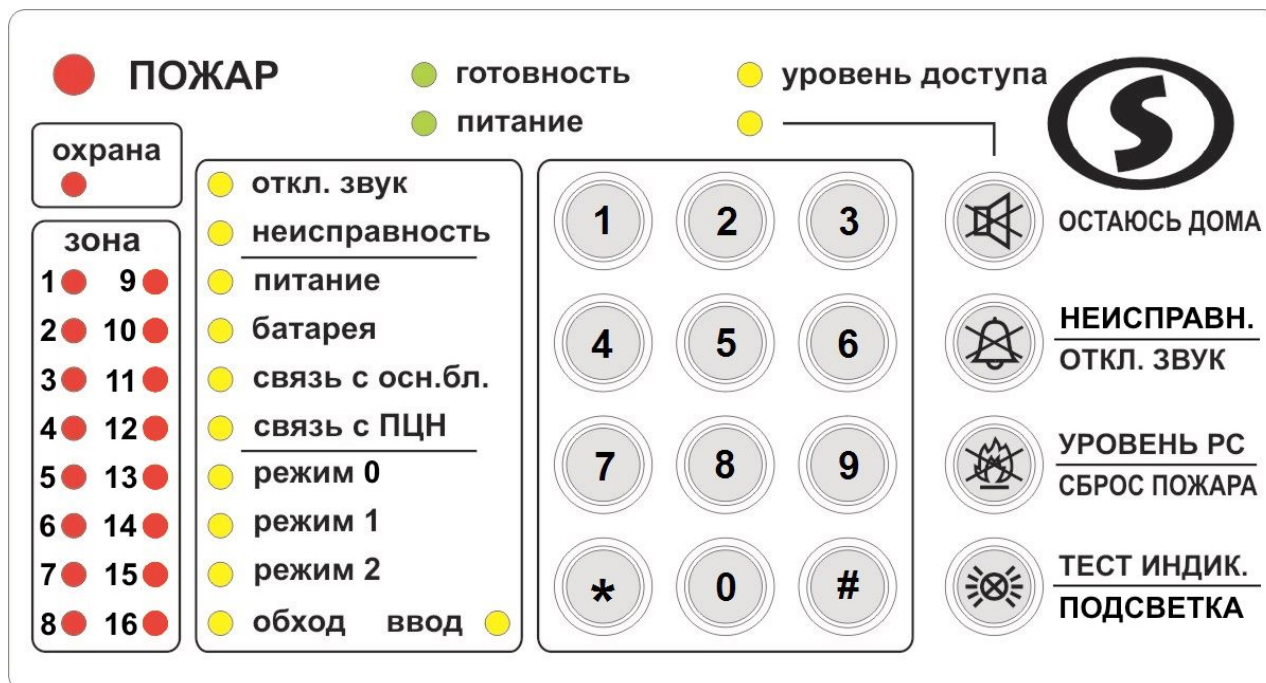 ПОЖАР
готовность
уровень доступа
питание
охрана
зона
1 9
2 10
3 11
4 12
5 13
6 14
7 15
8 16
откл. звук
неисправность
питание
батарея
связь с осн.бл.
связь с ПЦН
режим 0
режим 1
режим 2
обход ввод
1 2 3
4 5 6
7 8 9
* 0 #
S
ОСТАЮСЬ ДОМА
НЕИСПРАВН.
ОТКЛ. ЗВУК
УРОВЕНЬ РС
СБРОС ПОЖАРА
ТЕСТ ИНДИК.
ПОДСВЕТКА